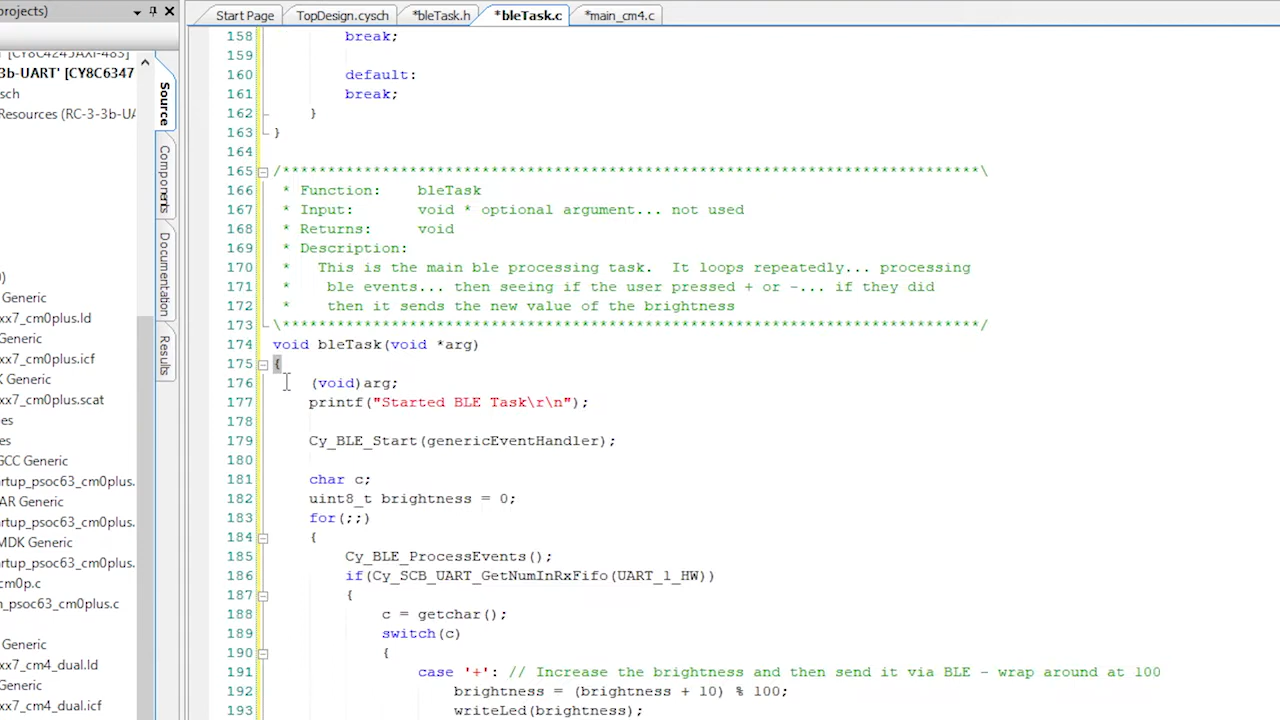 projects)
Start Page
TopDesign.cysch
*bleTask.h
*bleTask.c
*main_cm4.c
[CY8C4245AXI-483]
3b-UART' [CY8C6347
sch
Resources (RC-3-3b-UA
)
Generic
xx7_cm0plus.ld
Generic
xx7_cm0plus.icf
K Generic
xx7_cm0plus.scat
es
es
GCC Generic
artup_psoc63_cm0plus.
AR Generic
rtup_psoc63_cm0plus.
MDK Generic
rtup_psoc63_cm0plus.
cm0p.c
n_psoc63_cm0plus.c
Generic
xx7_cm4_dual.ld
Generic
xx7_cm4_dual.icf
Source
Components
Documentation
Results
158 break;
159
160 default:
161 break;
162 }
163 }
164
165 /*****************************************************************************\
166 * Function: bleTask
167 * Input: void * optional argument... not used
168 * Returns: void
169 * Description:
170 * This is the main ble processing task. It loops repeatedly... processing
171 * ble events... then seeing if the user pressed + or -... if they did
172 * then it sends the new value of the brightness
173 \*****************************************************************************/
174 void bleTask(void *arg)
175 {
176 (void)arg;
177 printf("Started BLE Task\r\n");
178
179 Cy_BLE_Start(genericEventHandler);
180
181 char c;
182 uint8_t brightness = 0;
183 for(;;)
184 {
185 Cy_BLE_ProcessEvents();
186 if(Cy_SCB_UART_GetNumInRxFifo(UART_1_HW))
187 {
188 c = getchar();
189 switch(c)
190 {
191 case '+': // Increase the brightness and then send it via BLE - wrap around at 100
192 brightness = (brightness + 10) % 100;
193 writeLed(brightness);